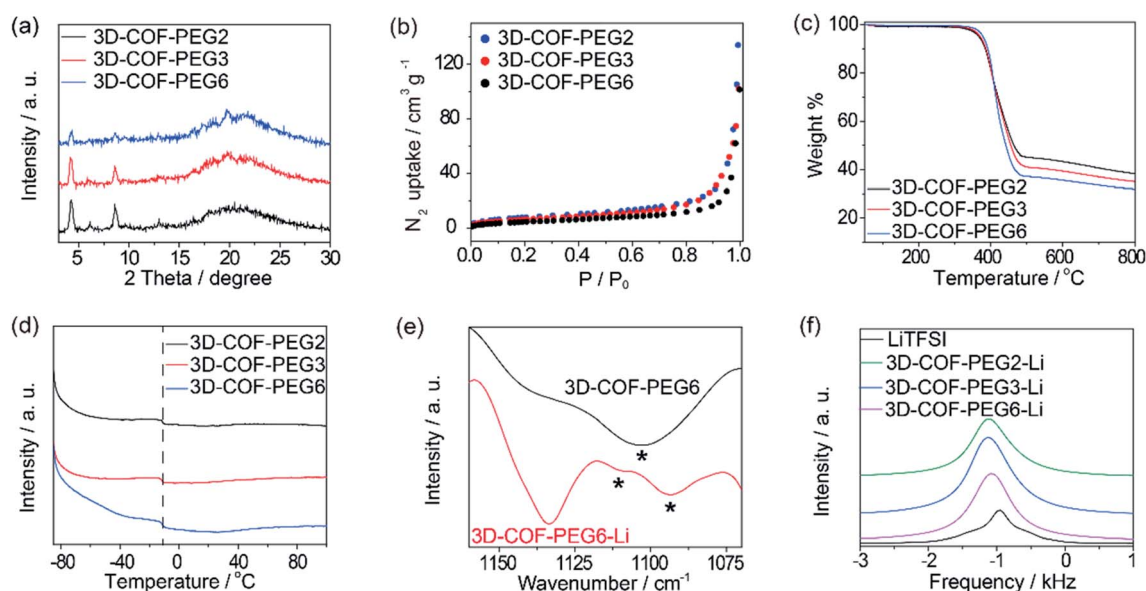 (a)
3D-COF-PEG2
3D-COF-PEG3
3D-COF-PEG6
Intensity / a. u.
5 10 15 20 25 30
2 Theta / degree
(b)
3D-COF-PEG2
3D-COF-PEG3
3D-COF-PEG6
N₂ uptake / cm³ g⁻¹
120
80
40
0
0.0 0.2 0.4 0.6 0.8 1.0
P / P₀
(c)
100
80
60
40
20
Weight %
3D-COF-PEG2
3D-COF-PEG3
3D-COF-PEG6
200 400 600 800
Temperature / °C
(d)
3D-COF-PEG2
3D-COF-PEG3
3D-COF-PEG6
Intensity / a. u.
-80 -40 0 40 80
Temperature / °C
(e)
3D-COF-PEG6
*
* *
3D-COF-PEG6-Li
Intensity / a. u.
1150 1125 1100 1075
Wavenumber / cm⁻¹
(f)
LiTFSI
3D-COF-PEG2-Li
3D-COF-PEG3-Li
3D-COF-PEG6-Li
Intensity / a. u.
-3 -2 -1 0 1
Frequency / kHz